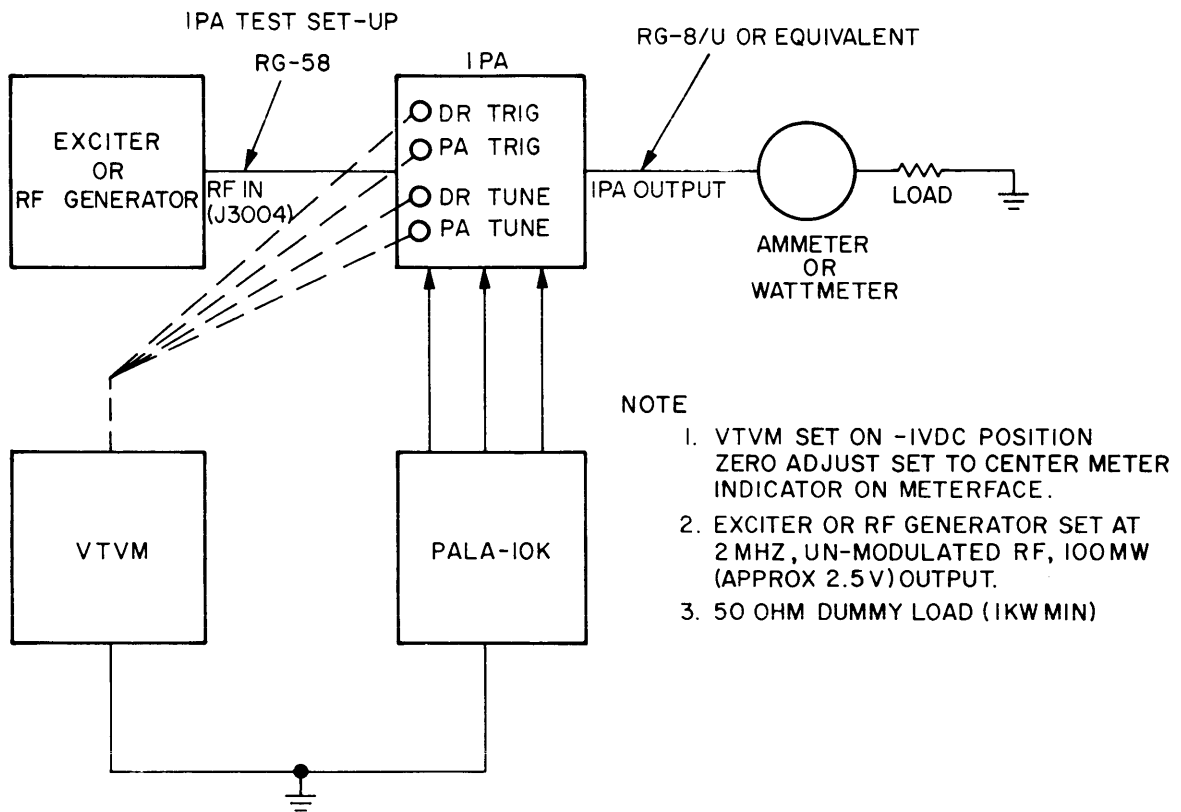 IPA TEST SET-UP
RG-58
IPA
RG-8/U OR EQUIVALENT
EXCITER
OR
RF GENERATOR
RF IN
(J3004)
DR TRIG
PA TRIG
DR TUNE
PA TUNE
IPA OUTPUT
LOAD
AMMETER
OR
WATTMETER
VTVM
PALA-10K
NOTE
1. VTVM SET ON -1VDC POSITION
ZERO ADJUST SET TO CENTER METER
INDICATOR ON METERFACE.
2. EXCITER OR RF GENERATOR SET AT
2 MHZ, UN-MODULATED RF, 100MW
(APPROX 2.5V) OUTPUT.
3. 50 OHM DUMMY LOAD (1KW MIN)